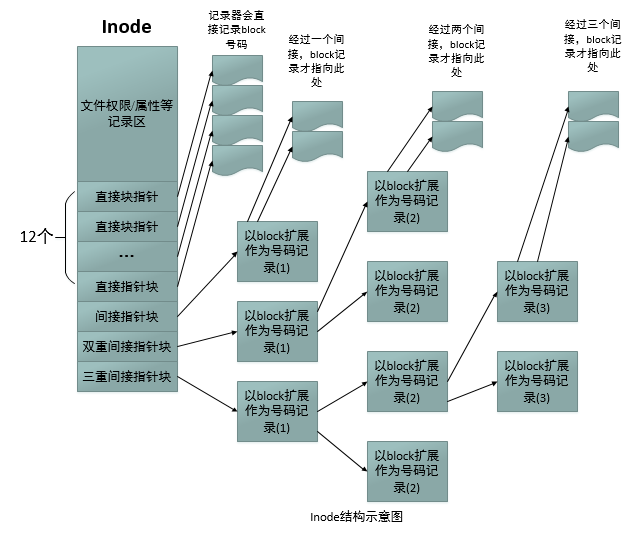 Inode
文件权限/属性等
记录区
直接块指针
直接块指针
...
直接指针块
间接指针块
双重间接指针块
三重间接指针块
12个
记录器会直
接记录block
号码
经过一个间
接，block记
录才指向此
处
经过两个间
接，block记
录才指向此
处
经过三个间
接，block记
录才指向此
处
以block扩展
作为号码记
录(1)
以block扩展
作为号码记
录(1)
以block扩展
作为号码记
录(1)
以block扩展
作为号码记
录(2)
以block扩展
作为号码记
录(2)
以block扩展
作为号码记
录(2)
以block扩展
作为号码记
录(2)
以block扩展
作为号码记
录(3)
以block扩展
作为号码记
录(3)
Inode结构示意图